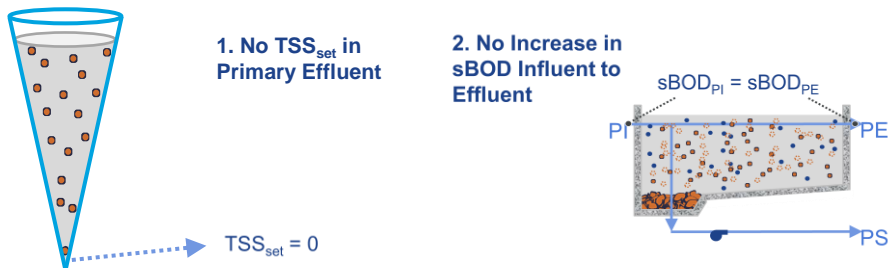 1. No TSSset in
Primary Effluent
TSSset = 0
2. No Increase in
sBOD Influent to
Effluent
sBODPI = sBODPE
PI
PE
PS